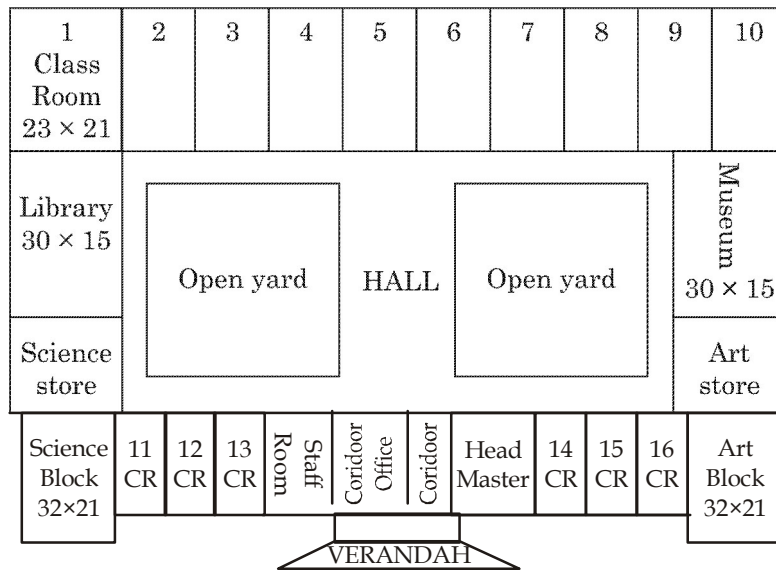 1
Class
Room
23 × 21
2
3
4
5
6
7
8
9
10
Library
30 × 15
Open yard
HALL
Open yard
Museum
30 × 15
Science
store
Art
store
Science
Block
32×21
11
CR
12
CR
13
CR
Staff
Room
Coridoor
Office
Coridoor
Head
Master
14
CR
15
CR
16
CR
Art
Block
32×21
VERANDAH